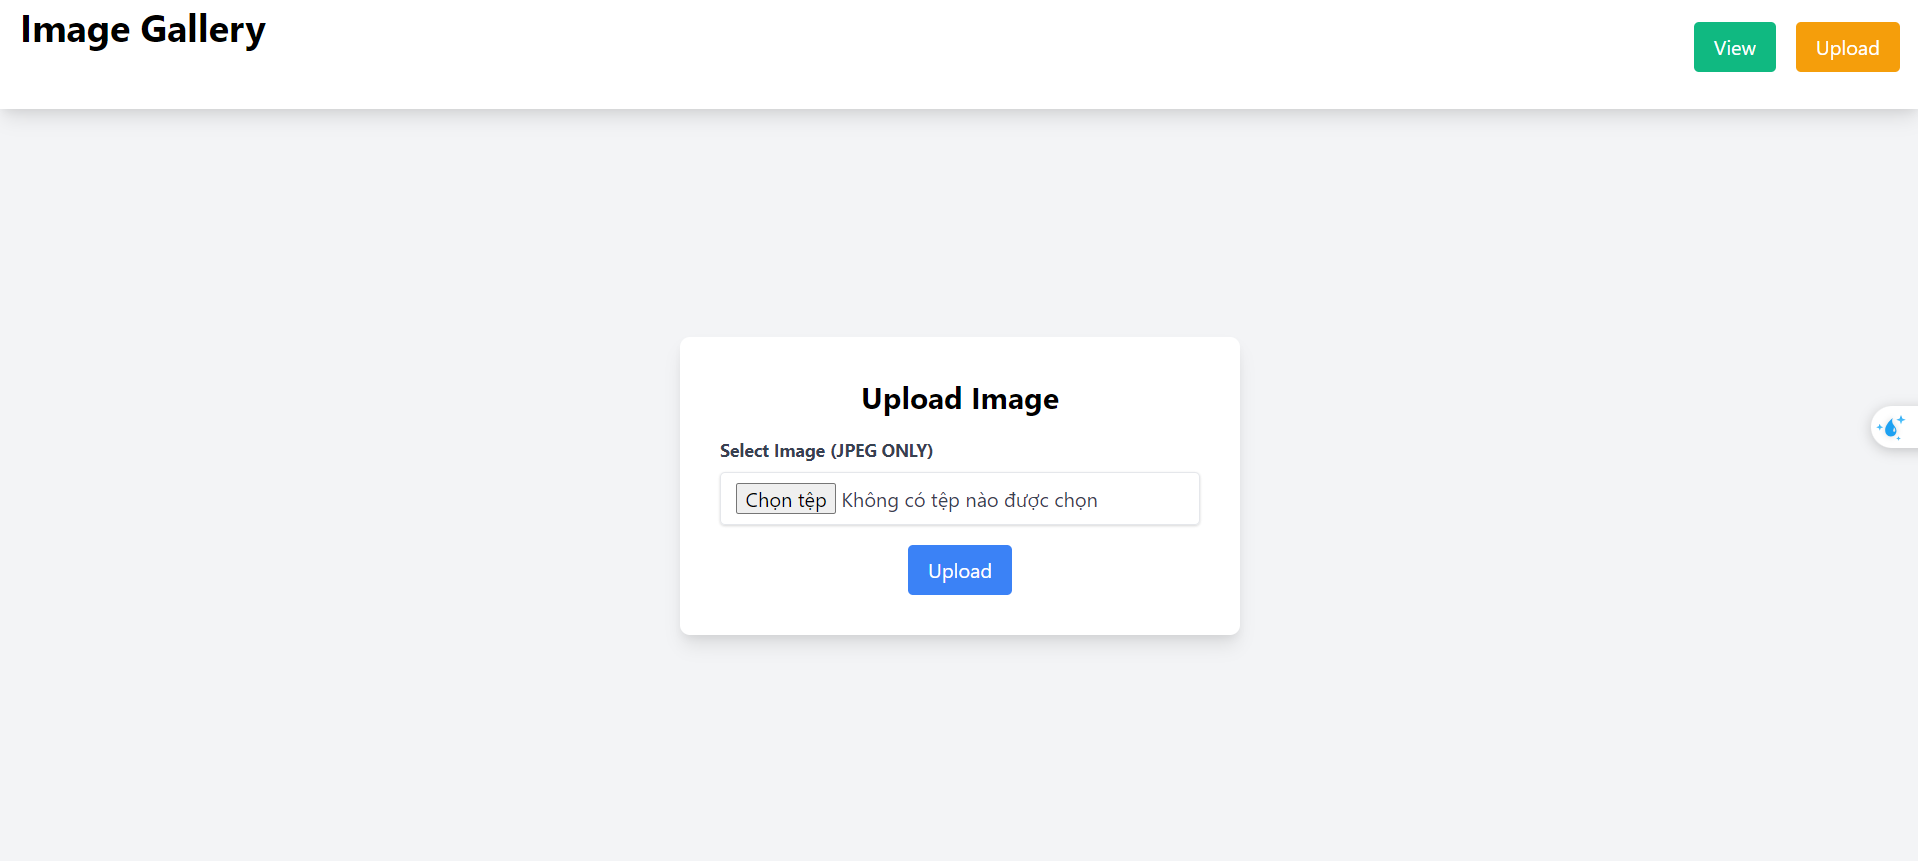 Image Gallery
View
Upload
Upload Image
Select Image (JPEG ONLY)
Chọn tệp Không có tệp nào được chọn
Upload